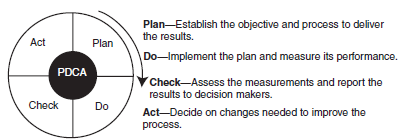 Act
Plan
PDCA
Check
Do
Plan—Establish the objective and process to deliver
the results.
Do—Implement the plan and measure its performance.
Check—Assess the measurements and report the
results to decision makers.
Act—Decide on changes needed to improve the
process.